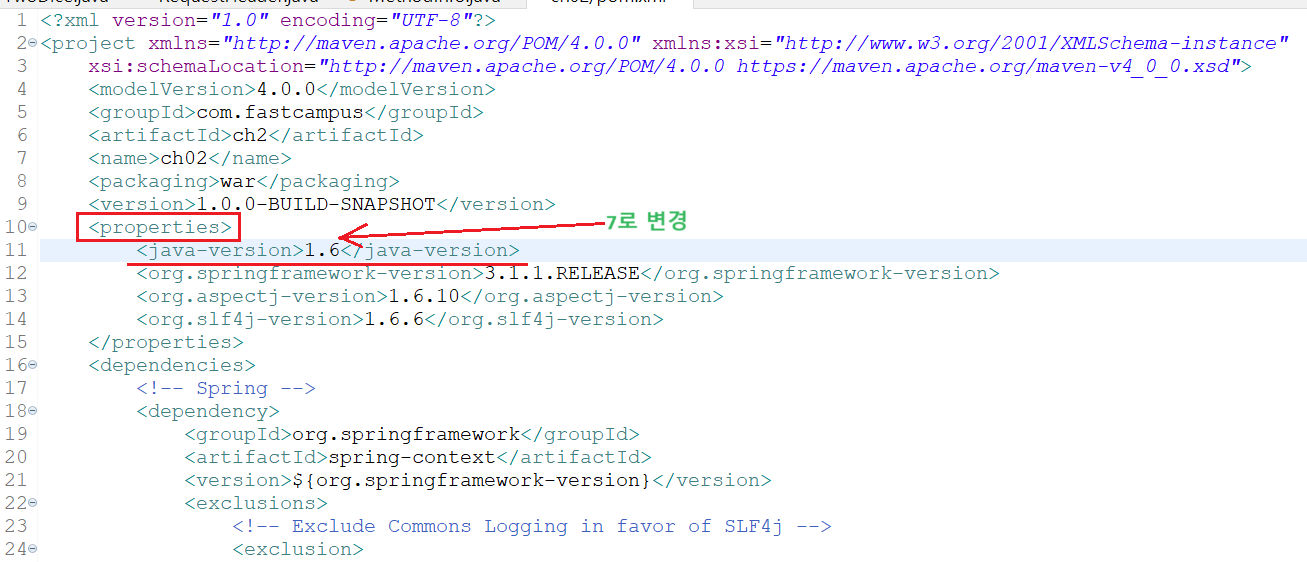 1 <?xml version="1.0" encoding="UTF-8"?>
2 <project xmlns="http://maven.apache.org/POM/4.0.0" xmlns:xsi="http://www.w3.org/2001/XMLSchema-instance"
3 xsi:schemaLocation="http://maven.apache.org/POM/4.0.0 https://maven.apache.org/maven-v4_0_0.xsd">
4 <modelVersion>4.0.0</modelVersion>
5 <groupId>com.fastcampus</groupId>
6 <artifactId>ch2</artifactId>
7 <name>ch02</name>
8 <packaging>war</packaging>
9 <version>1.0.0-BUILD-SNAPSHOT</version>
10 <properties> 7로 변경
11 <java-version>1.6</java-version>
12 <org.springframework-version>3.1.1.RELEASE</org.springframework-version>
13 <org.aspectj-version>1.6.10</org.aspectj-version>
14 <org.slf4j-version>1.6.6</org.slf4j-version>
15 </properties>
16 <dependencies>
17 <!-- Spring -->
18 <dependency>
19 <groupId>org.springframework</groupId>
20 <artifactId>spring-context</artifactId>
21 <version>${org.springframework-version}</version>
22 <exclusions>
23 <!-- Exclude Commons Logging in favor of SLF4j -->
24 <exclusion>